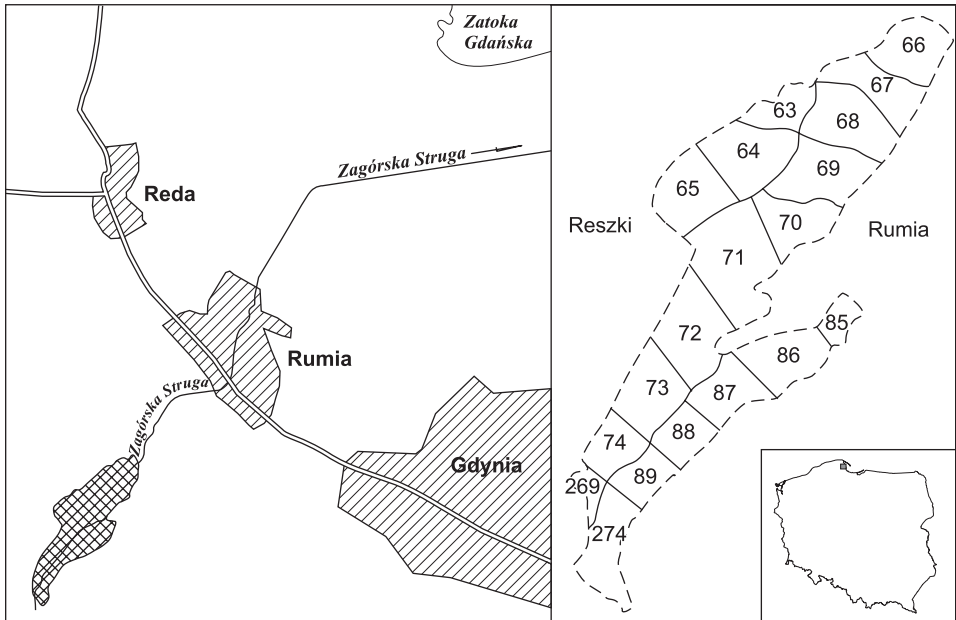 Zatoka
Gdańska
Zagórska Struga
Reda
Rumia
Zagórska Struga
Gdynia
66
67
63
68
64
69
65
Reszki
70
Rumia
71
85
72
86
73
87
74
88
269
89
274